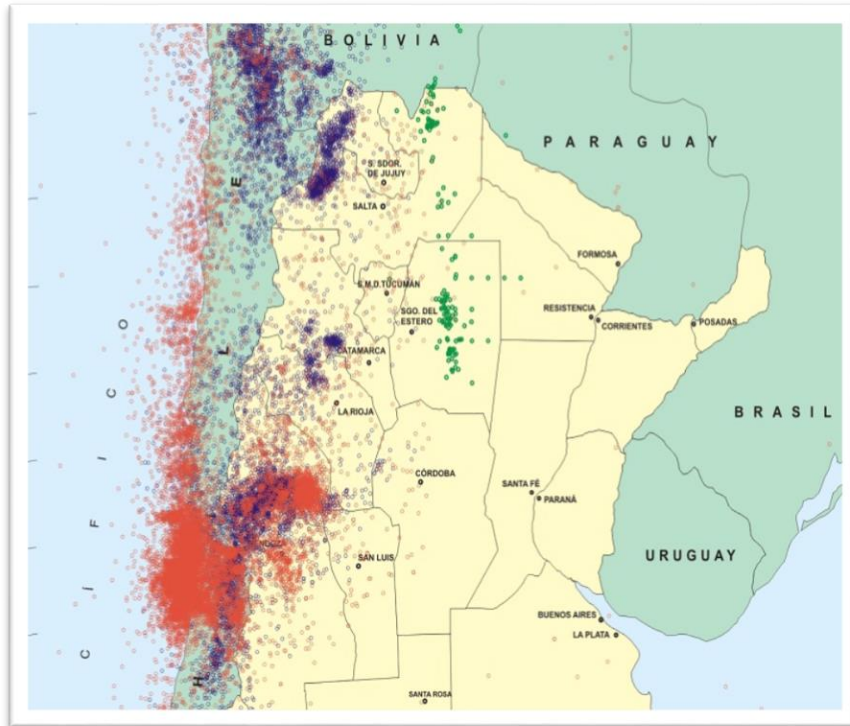 BOLIVIA
PARAGUAY
S. SDOR.
DE JUJUY
E
SALTA
FORMOSA
S.M.D.TUCUMÁN
SGO. DEL
ESTERO
RESISTENCIA
CORRIENTES
POSADAS
O
L
CATAMARCA
C
LA RIOJA
BRASIL
I
CÓRDOBA
SANTA FÉ
PARANÁ
F
SAN LUIS
URUGUAY
I
BUENOS AIRES
LA PLATA
C
H
SANTA ROSA